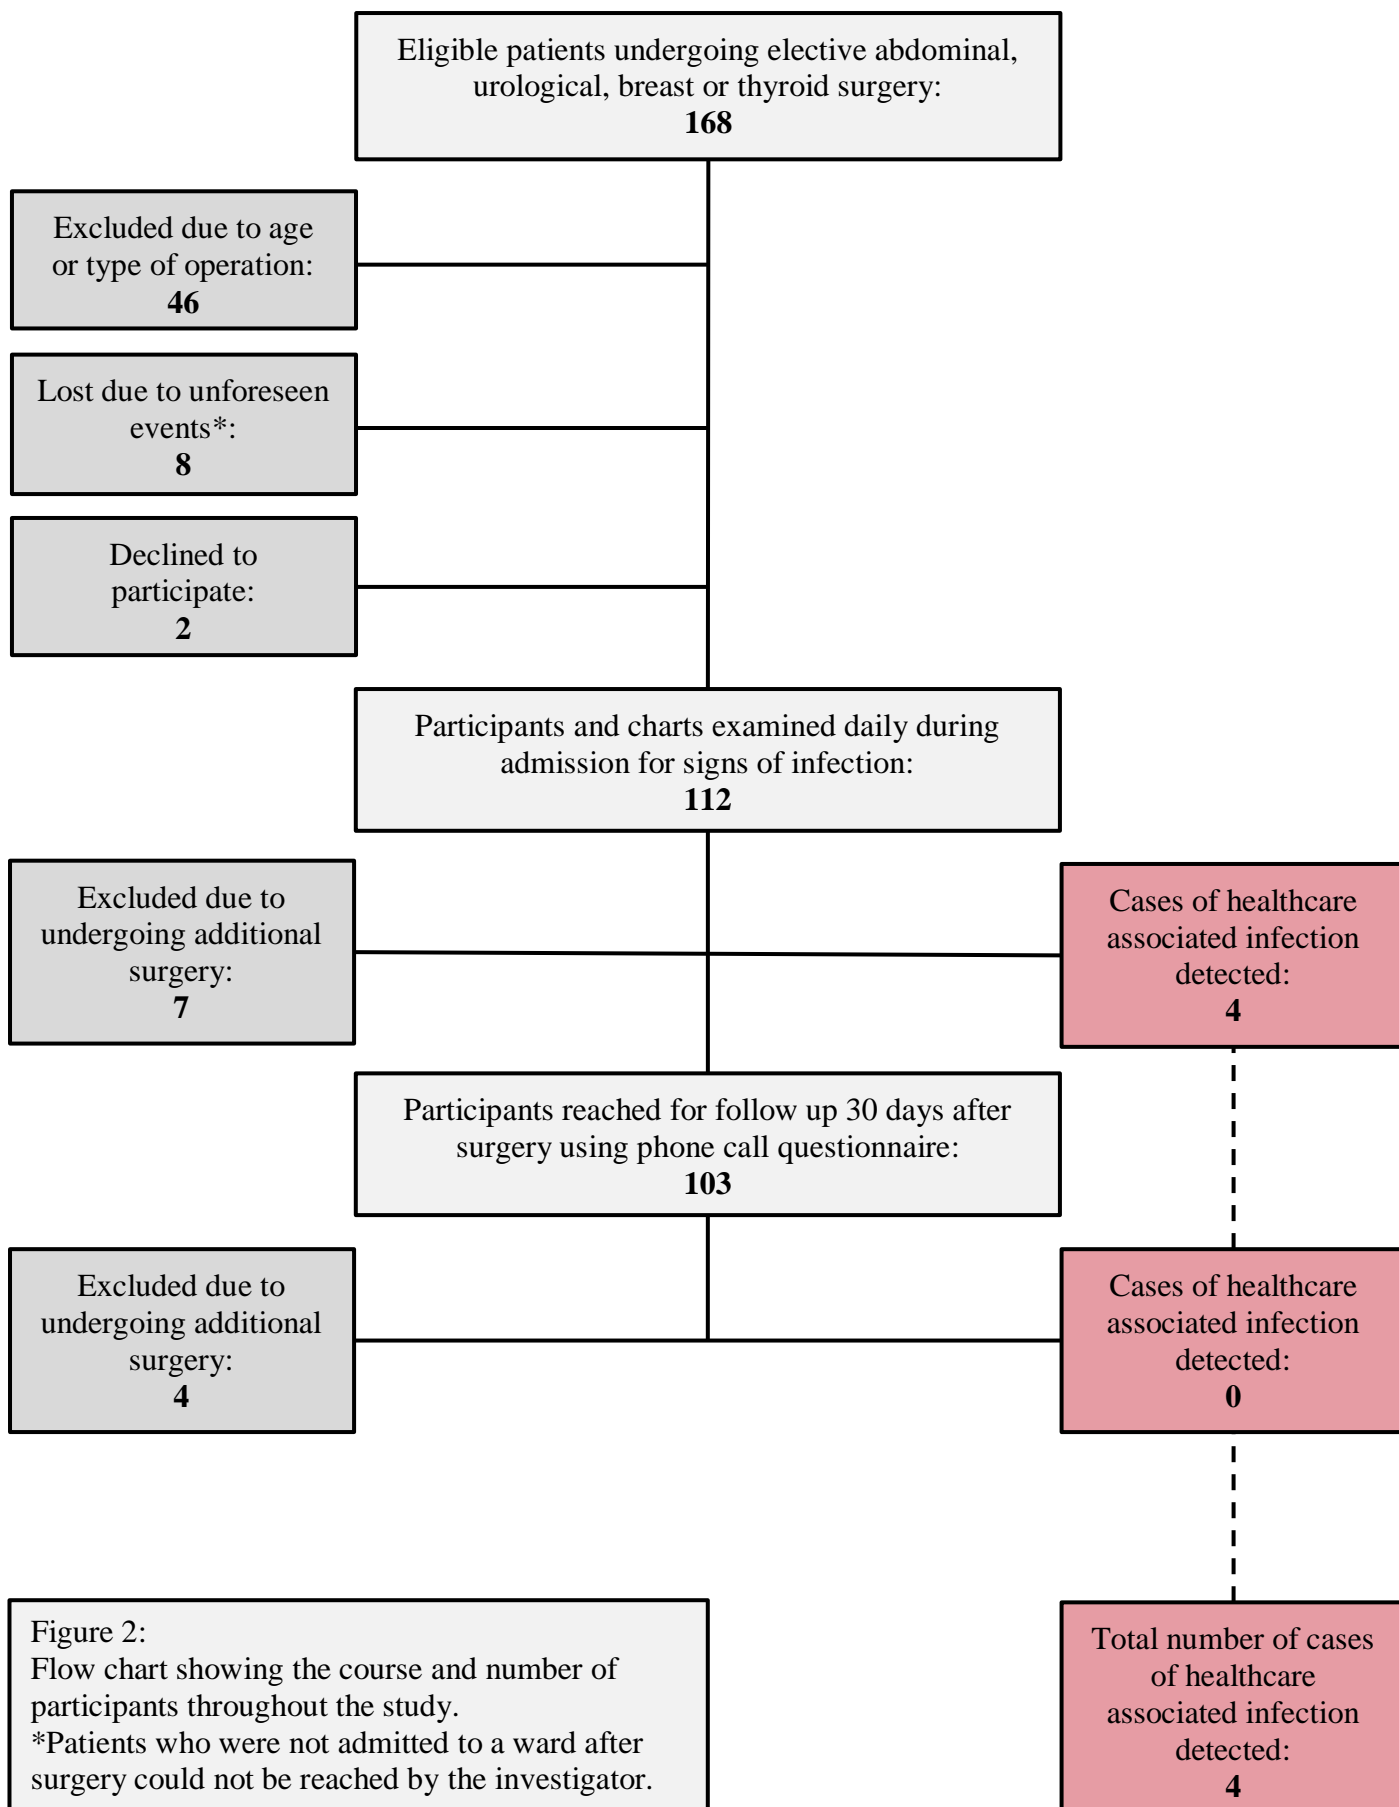 Eligible patients undergoing elective abdominal,
urological, breast or thyroid surgery:
168
Excluded due to age
or type of operation:
46
Lost due to unforeseen
events*:
8
Declined to
participate:
2
Participants and charts examined daily during
admission for signs of infection:
112
Excluded due to
undergoing additional
surgery:
7
Cases of healthcare
associated infection
detected:
4
Participants reached for follow up 30 days after
surgery using phone call questionnaire:
103
Excluded due to
undergoing additional
surgery:
4
Cases of healthcare
associated infection
detected:
0
Figure 2:
Flow chart showing the course and number of
participants throughout the study.
*Patients who were not admitted to a ward after
surgery could not be reached by the investigator.
Total number of cases
of healthcare
associated infection
detected:
4